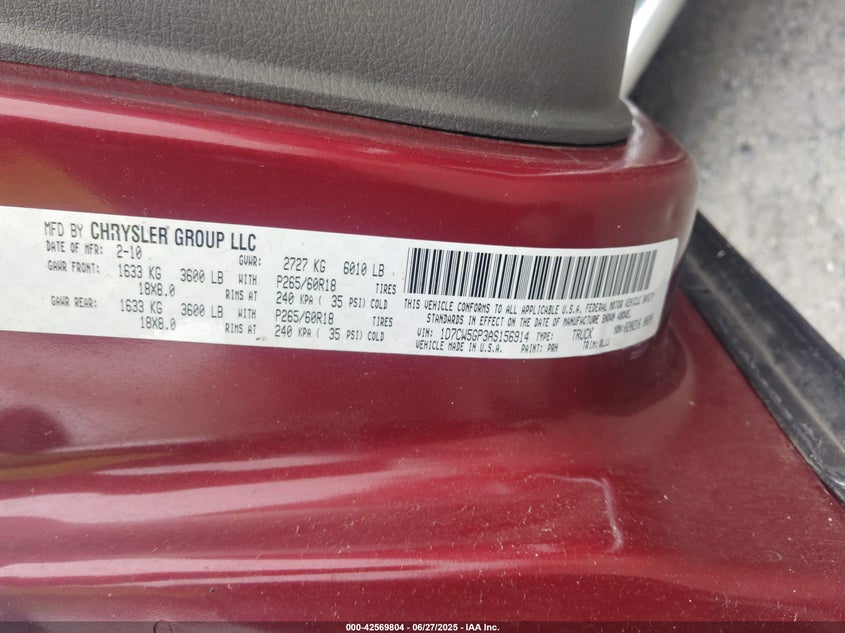 MFD BY CHRYSLER GROUP LLC
DATE OF MFR: 2-10 GVWR: 2727 KG 6010 LB
GAWR FRONT: 1633 KG 3600 LB WITH P265/60R18 TIRES
18X8.0 RIMS AT 240 KPA ( 35 PSI) COLD
GAWR REAR: 1633 KG 3600 LB WITH P265/60R18 TIRES
18X8.0 RIMS AT 240 KPA ( 35 PSI) COLD
THIS VEHICLE CONFORMS TO ALL APPLICABLE U.S.A. FEDERAL MOTOR VEHICLE SAFETY
STANDARDS IN EFFECT ON THE DATE OF MANUFACTURE SHOWN ABOVE.
MDH:
VIN: 1D7CW5GP3AS156914 TYPE: TRUCK
VEHICLE MADE IN U.S.A. PAINT: PRH TRIM:
000-42569804 | 06/27/2025 - IAA Inc.